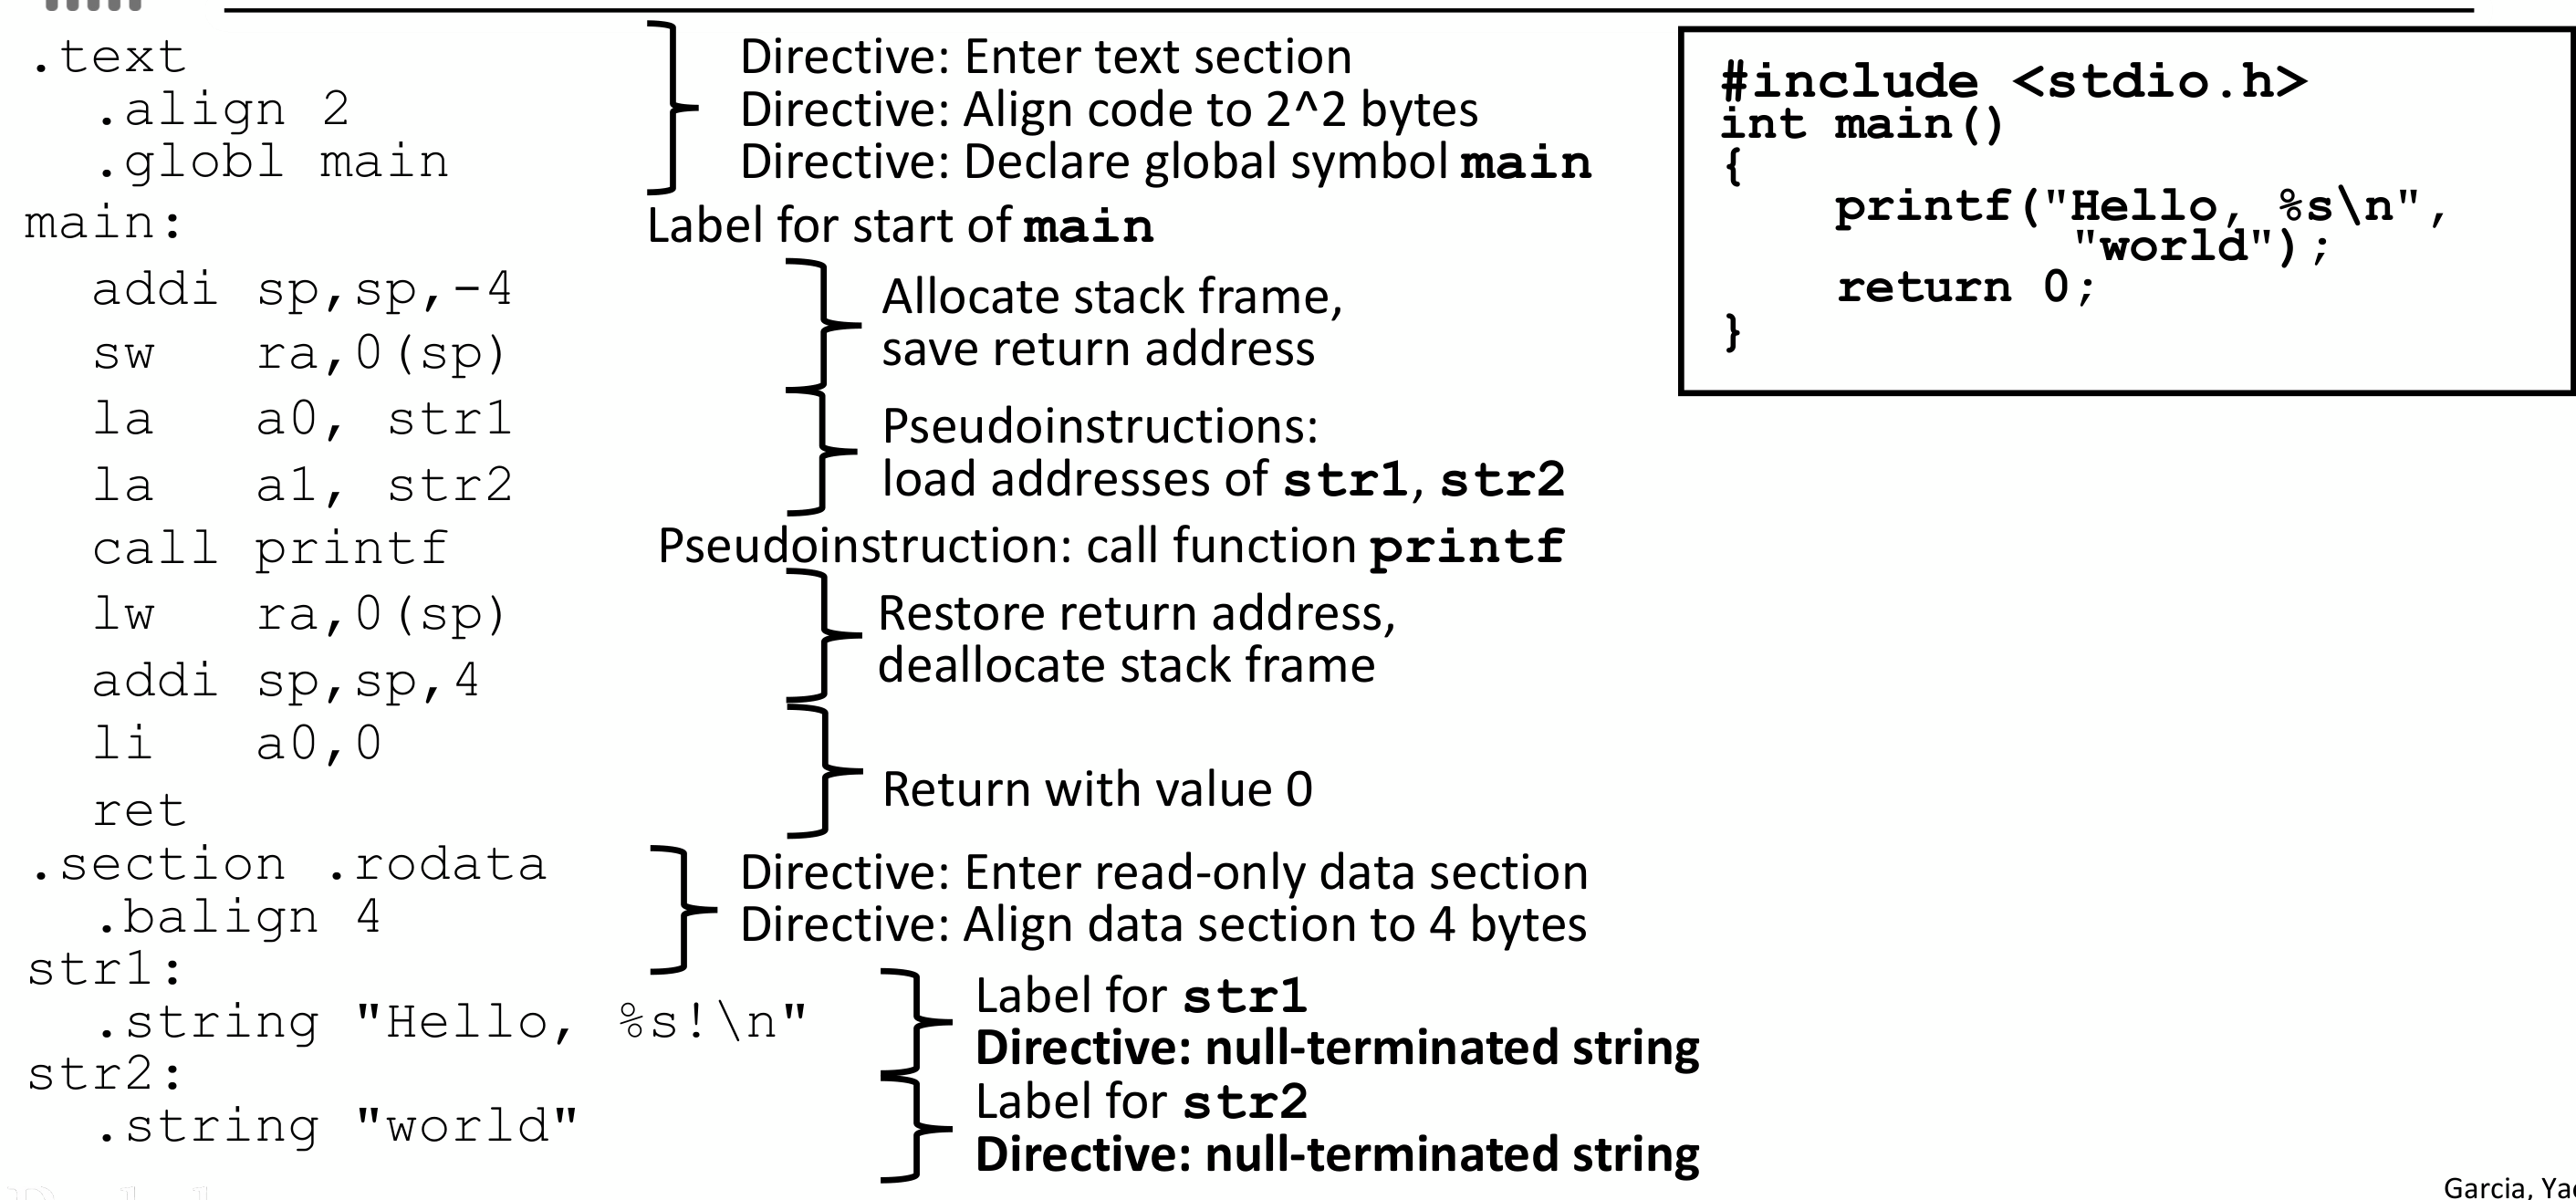 .text
.align 2
.globl main
main:
addi sp,sp,-4
sw ra,0(sp)
la a0, str1
la a1, str2
call printf
lw ra,0(sp)
addi sp,sp,4
li a0,0
ret
.section .rodata
.balign 4
str1:
.string "Hello, %s!\n"
str2:
.string "world"
Directive: Enter text section
Directive: Align code to 2^2 bytes
Directive: Declare global symbol main
Label for start of main
Allocate stack frame,
save return address
Pseudoinstructions:
load addresses of str1, str2
Pseudoinstruction: call function printf
Restore return address,
deallocate stack frame
Return with value 0
Directive: Enter read-only data section
Directive: Align data section to 4 bytes
Label for str1
Directive: null-terminated string
Label for str2
Directive: null-terminated string
#include <stdio.h>
int main()
{
printf("Hello, %s\n",
"world");
return 0;
}
Garcia,